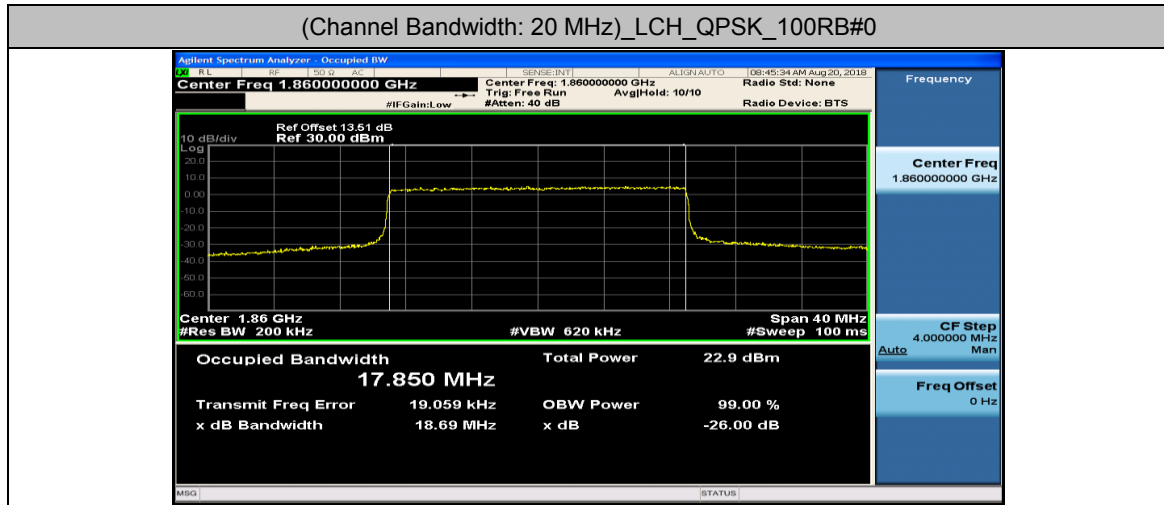 (Channel Bandwidth: 20 MHz)_LCH_QPSK_100RB#0
Agilent Spectrum Analyzer - Occupied BW
LXI RL RF 50 Ω AC SENSE:INT ALIGN AUTO 08:45:34 AM Aug 20, 2018
Center Freq 1.860000000 GHz
Center Freq: 1.860000000 GHz Radio Std: None
Trig: Free Run Avg|Hold: 10/10
#IFGain:Low #Atten: 40 dB Radio Device: BTS
Frequency
Ref Offset 13.51 dB
10 dB/div Ref 30.00 dBm
Log
20.0
10.0
0.00
-10.0
-20.0
-30.0
-40.0
-50.0
-60.0
Center Freq
1.860000000 GHz
Center 1.86 GHz Span 40 MHz
#Res BW 200 kHz #VBW 620 kHz #Sweep 100 ms
CF Step
4.000000 MHz
Auto Man
Occupied Bandwidth Total Power 22.9 dBm
17.850 MHz
Freq Offset
0 Hz
Transmit Freq Error 19.059 kHz OBW Power 99.00 %
x dB Bandwidth 18.69 MHz x dB -26.00 dB
MSG STATUS